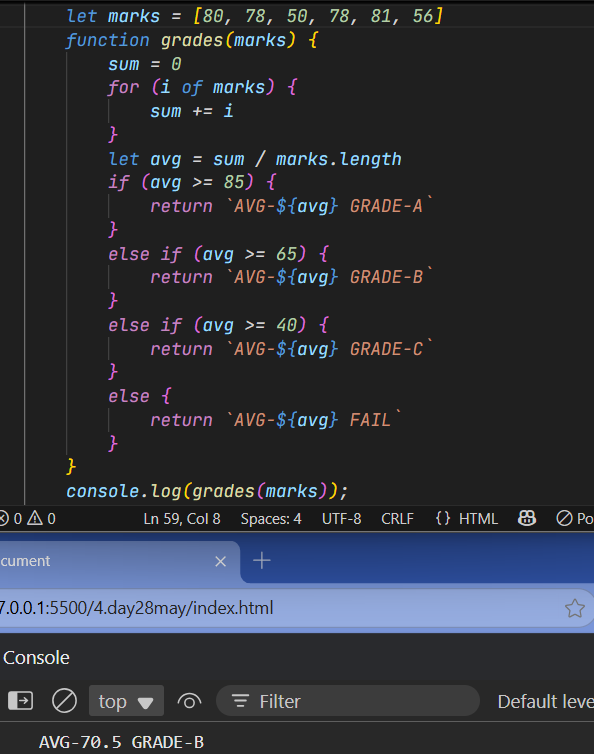 let marks = [80, 78, 50, 78, 81, 56]
function grades(marks) {
    sum = 0
    for (i of marks) {
        sum += i
    }
    let avg = sum / marks.length
    if (avg >= 85) {
        return `AVG-${avg} GRADE-A`
    }
    else if (avg >= 65) {
        return `AVG-${avg} GRADE-B`
    }
    else if (avg >= 40) {
        return `AVG-${avg} GRADE-C`
    }
    else {
        return `AVG-${avg} FAIL`
    }
}
console.log(grades(marks));
0 0 Ln 59, Col 8 Spaces: 4 UTF-8 CRLF {} HTML Po
cument
7.0.0.1:5500/4.day28may/index.html
Console
top Filter Default leve
AVG-70.5 GRADE-B